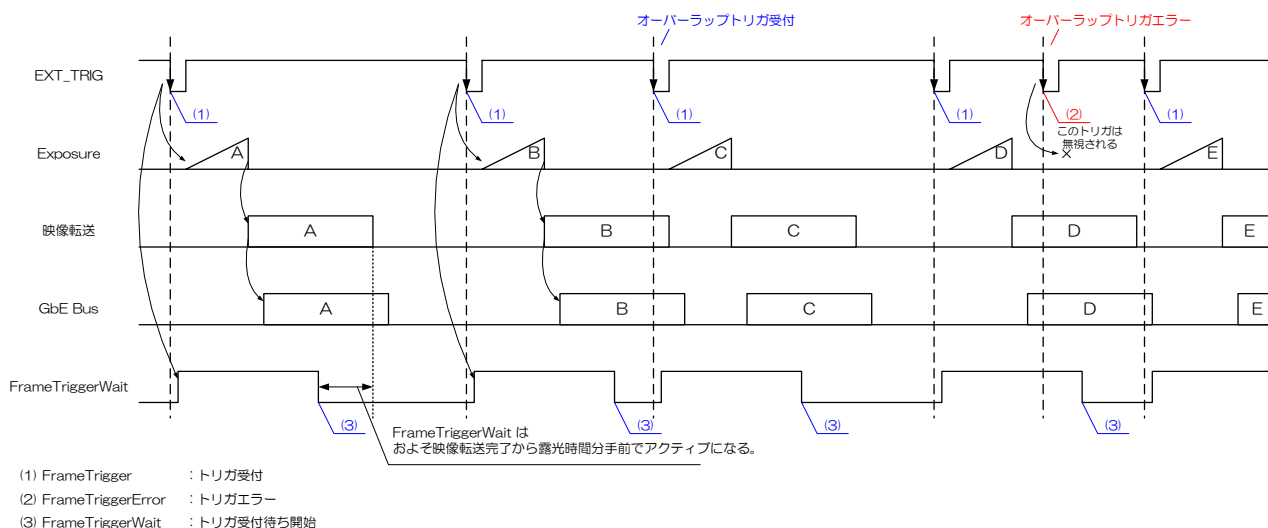 オーバーラップトリガ受付
オーバーラップトリガエラー
EXT_TRIG
(1)
(1)
(1)
(1)
(2)
(1)
このトリガは
無視される
×
Exposure
A
B
C
D
E
映像転送
A
B
C
D
E
GbE Bus
A
B
C
D
E
FrameTriggerWait
(3)
(3)
(3)
(3)
FrameTriggerWait は
おおよそ映像転送完了から露光時間分手前でアクティブになる。
(1) FrameTrigger :トリガ受付
(2) FrameTriggerError :トリガエラー
(3) FrameTriggerWait :トリガ受付待ち開始